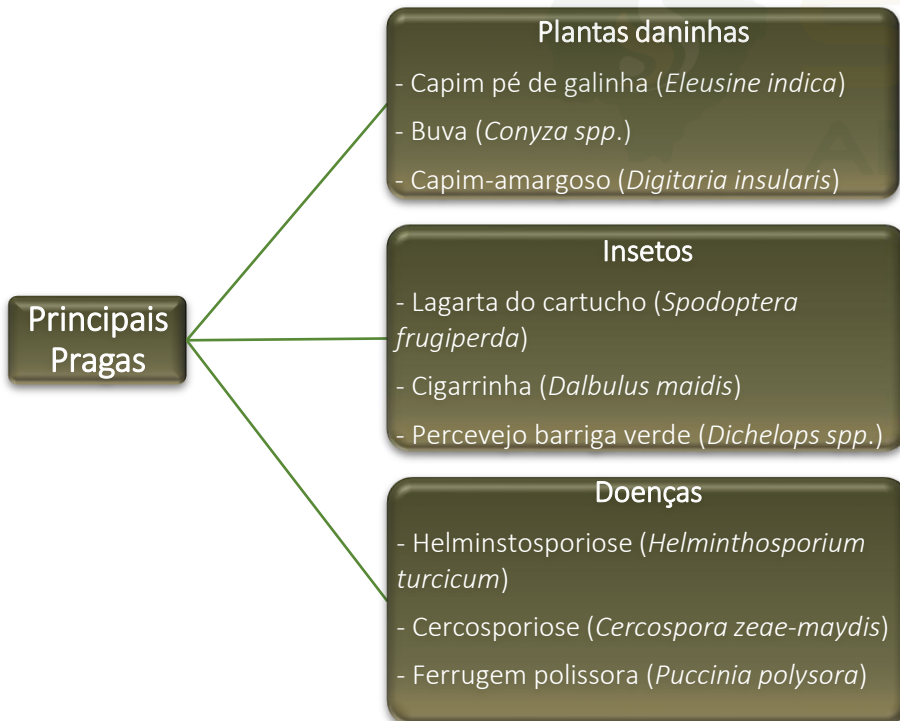 Plantas daninhas
- Capim pé de galinha (Eleusine indica)
- Buva (Conyza spp.)
- Capim-amargoso (Digitaria insularis)
Principais
Pragas
Insetos
- Lagarta do cartucho (Spodoptera
frugiperda)
- Cigarrinha (Dalbulus maidis)
- Percevejo barriga verde (Dichelops spp.)
Doenças
- Helminstosporiose (Helminthosporium
turcicum)
- Cercosporiose (Cercospora zeae-maydis)
- Ferrugem polissora (Puccinia polysora)